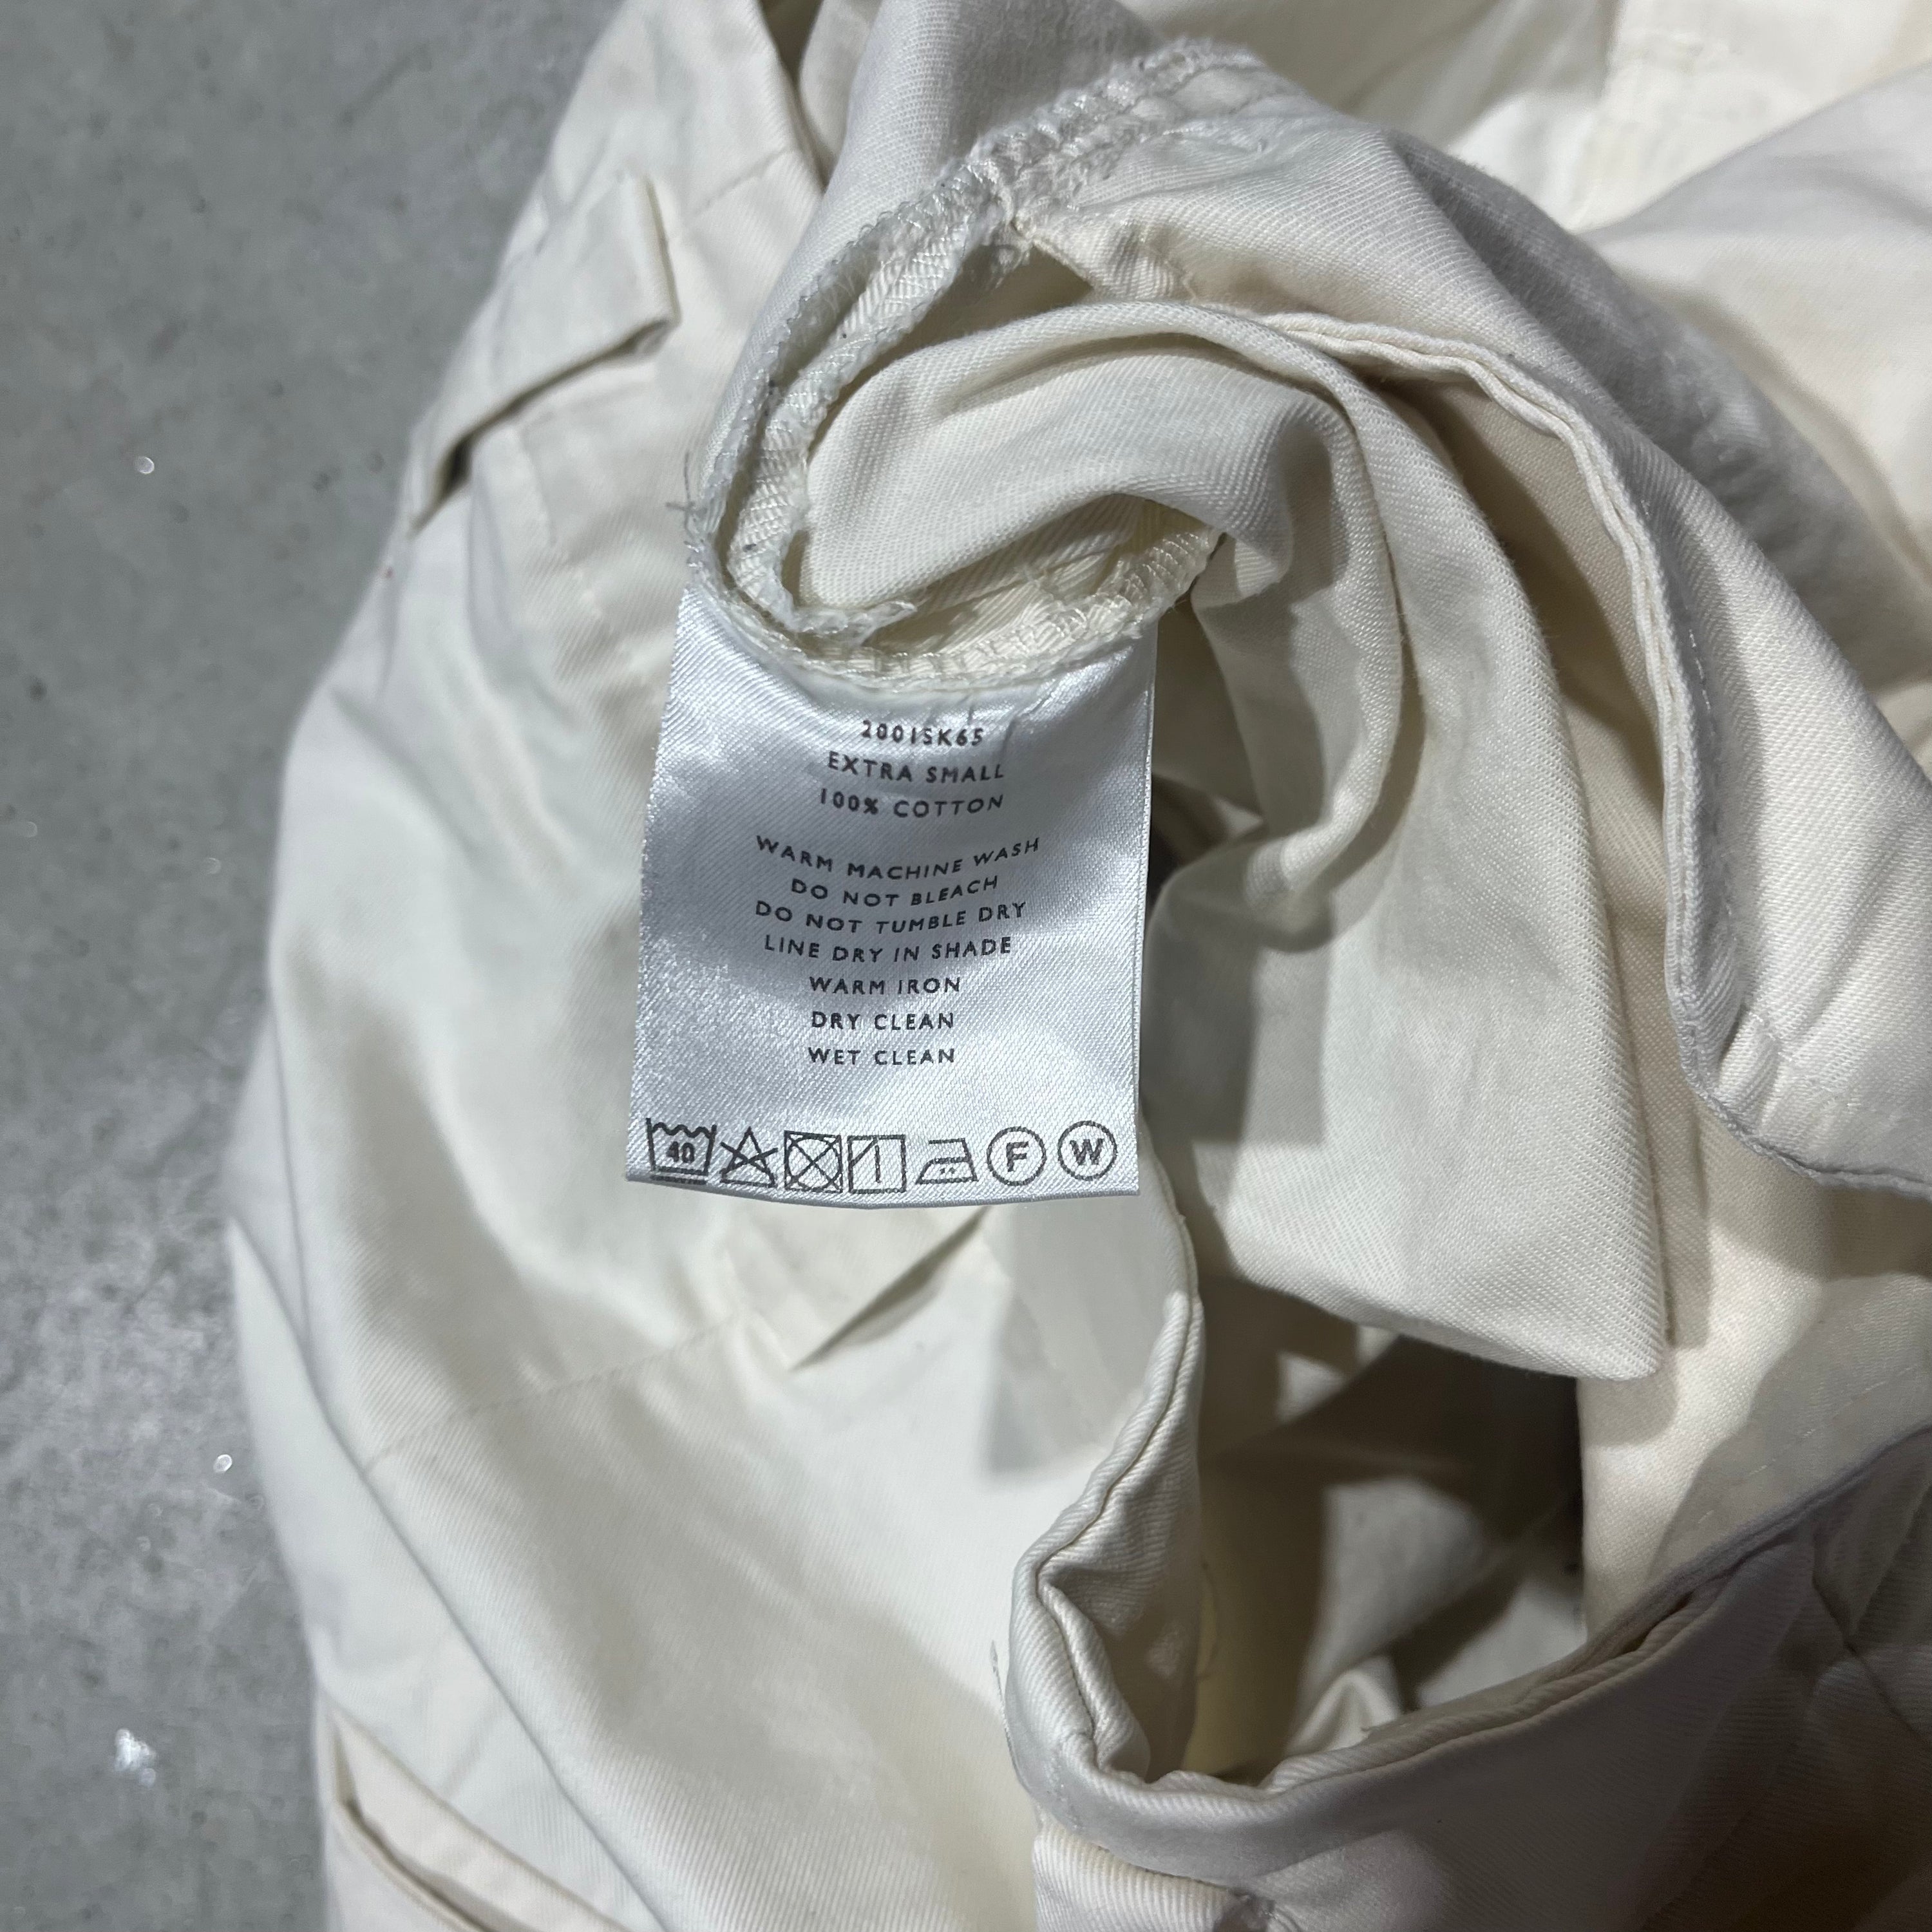 2001SK65
EXTRA SMALL
100% COTTON
WARM MACHINE WASH
DO NOT BLEACH
DO NOT TUMBLE DRY
LINE DRY IN SHADE
WARM IRON
DRY CLEAN
WET CLEAN
40 F W